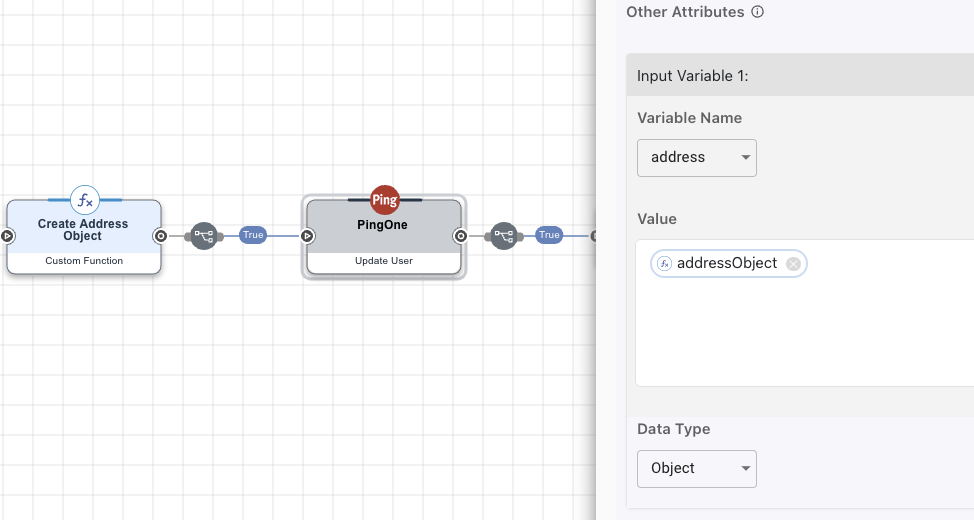 Create Address
Object
Custom Function
True
Ping
PingOne
Update User
True
Other Attributes
Input Variable 1:
Variable Name
address
Value
addressObject
Data Type
Object